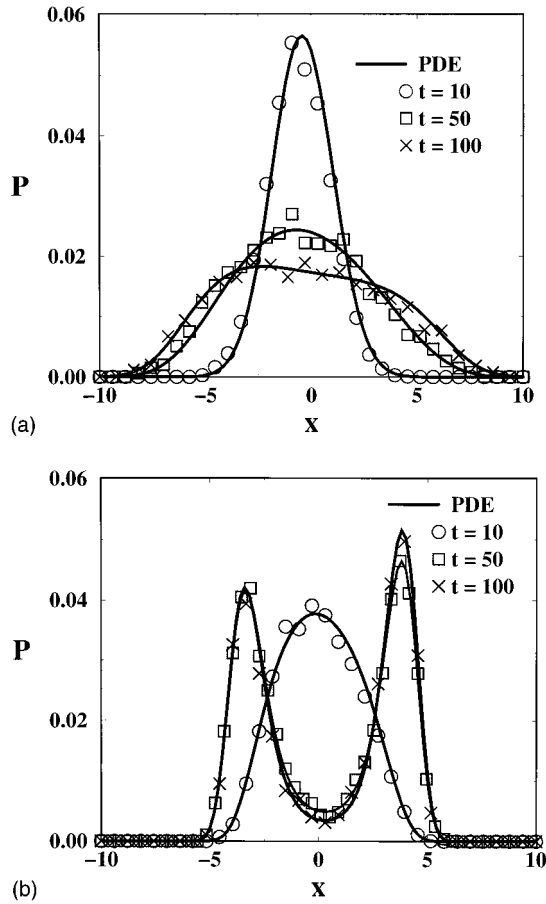 0.06
PDE
t = 10
t = 50
t = 100
0.04
P
0.02
0.00
−10
−5
0
5
10
(a)
x
0.06
PDE
t = 10
t = 50
t = 100
0.04
P
0.02
0.00
−10
−5
0
5
10
(b)
x